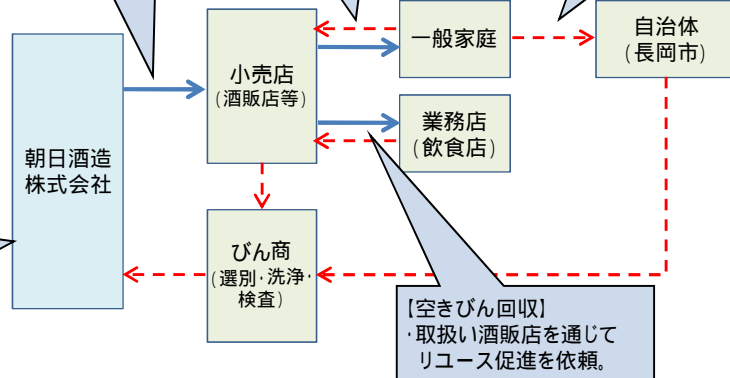 朝日酒造
株式会社
小売店
(酒販店等)
一般家庭
自治体
(長岡市)
業務店
(飲食店)
びん商
(選別・洗浄・
検査)
【空きびん回収】
・取扱い酒販店を通じて
リユース促進を依頼。